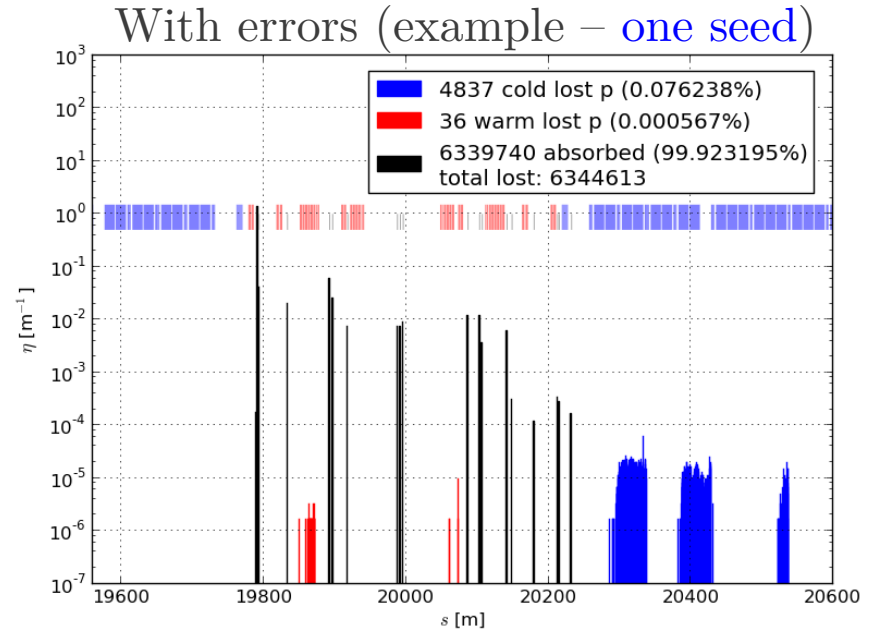 With errors (example – one seed)
4837 cold lost p (0.076238%)
36 warm lost p (0.000567%)
6339740 absorbed (99.923195%)
total lost: 6344613
10³
10²
10¹
10⁰
10⁻¹
10⁻²
10⁻³
10⁻⁴
10⁻⁵
10⁻⁶
10⁻⁷
η [m⁻¹]
19600 19800 20000 20200 20400 20600
s [m]